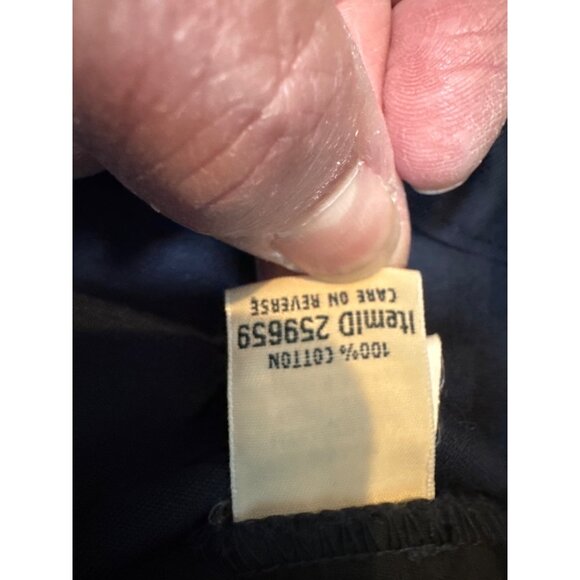 100% COTTON
ItemID 259659
CARE ON REVERSE